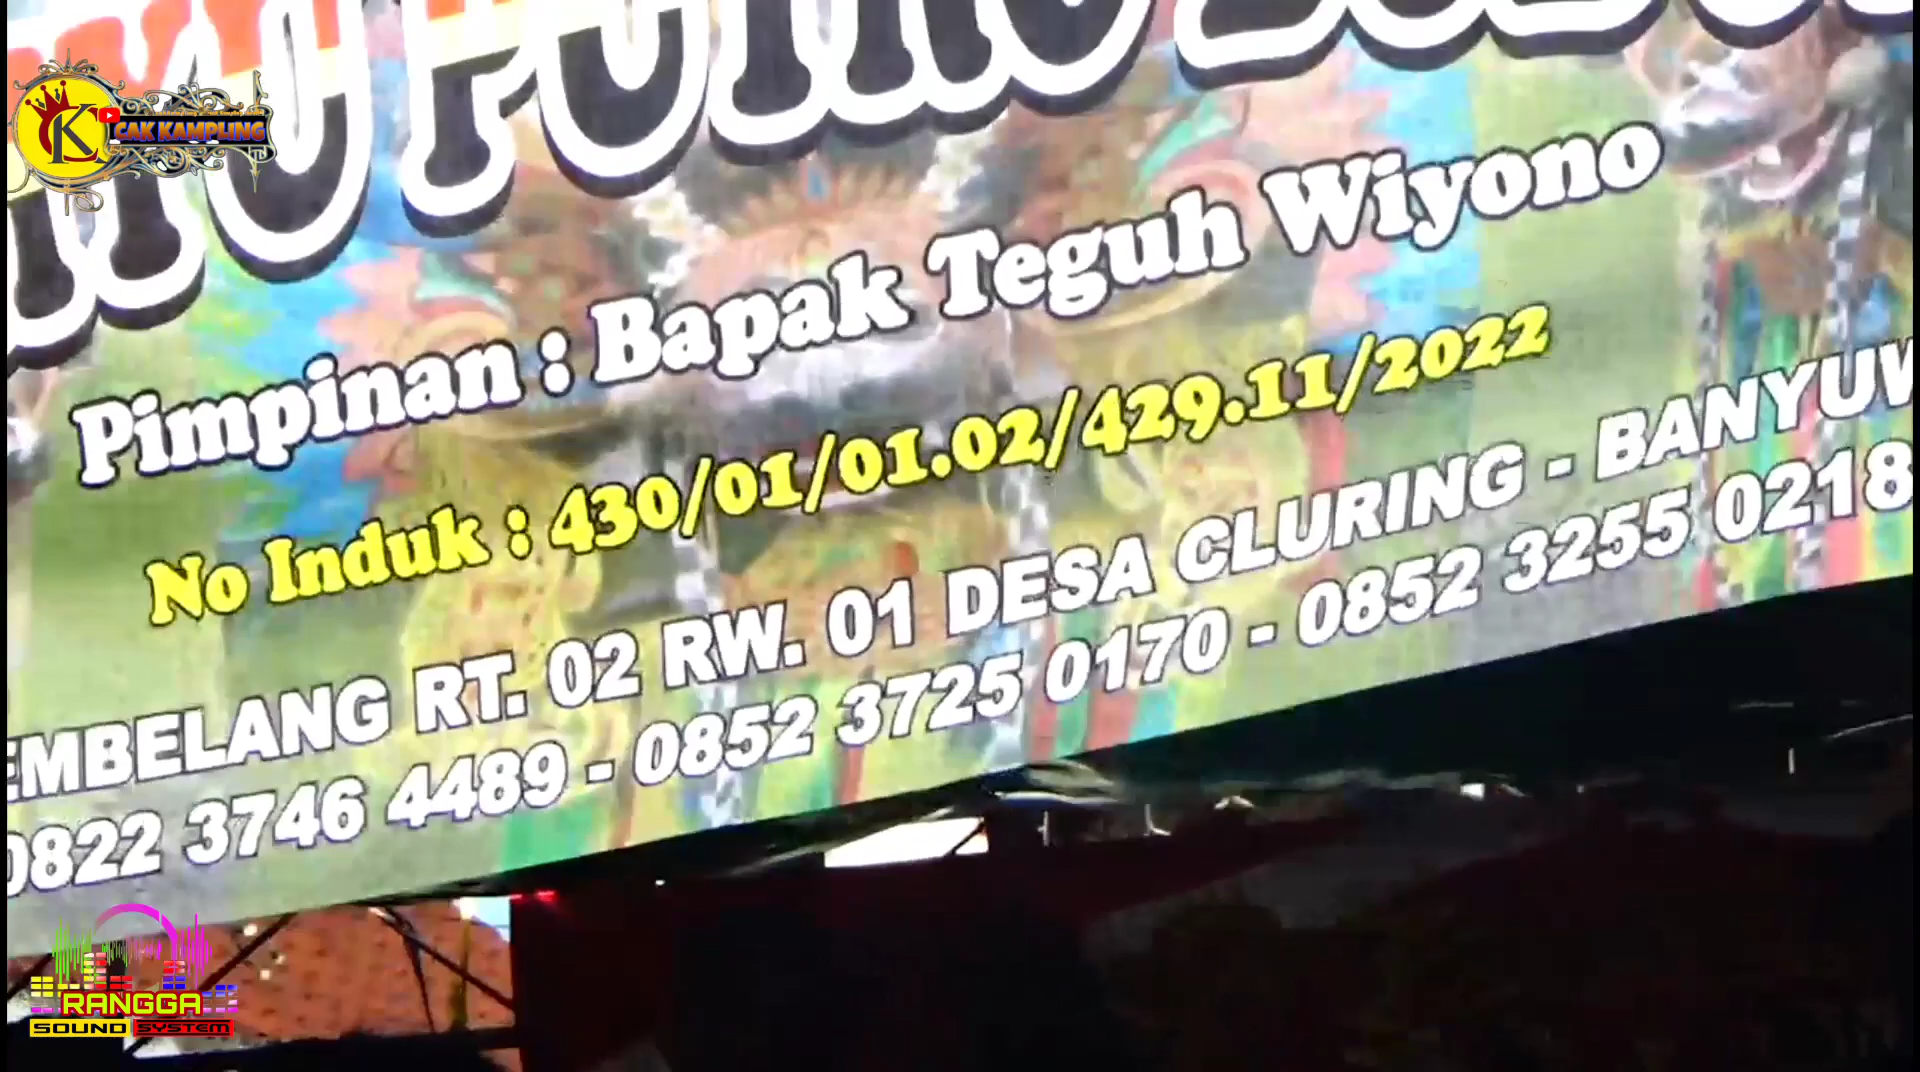 CAK KAMPLING
Pimpinan : Bapak Teguh Wiyono
No Induk : 430/01/01.02/429.11/2022
EMBELANG RT. 02 RW. 01 DESA CLURING - BANYUW
0822 3746 4489 - 0852 3725 0170 - 0852 3255 0218
RANGGA
SOUND SYSTEM